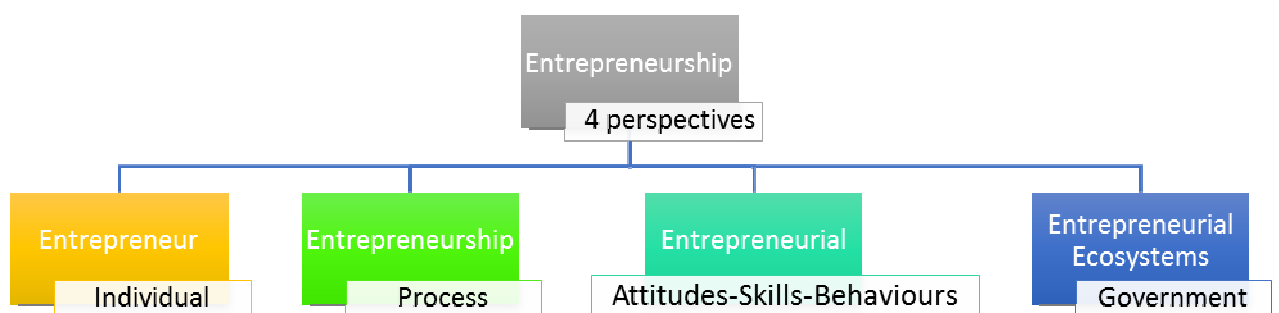 Entrepreneurship
4 perspectives
Entrepreneur
Individual
Entrepreneurship
Process
Entrepreneurial
Attitudes-Skills-Behaviours
Entrepreneurial
Ecosystems
Government